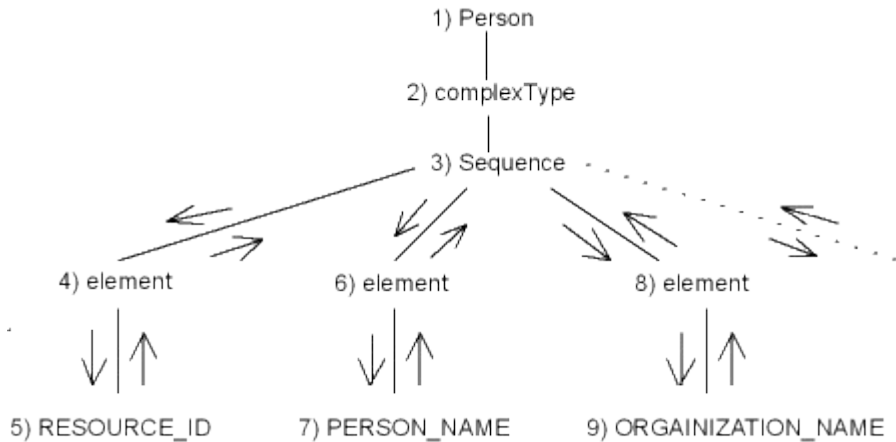 1) Person
2) complexType
3) Sequence
4) element 6) element 8) element
5) RESOURCE_ID 7) PERSON_NAME 9) ORGAINIZATION_NAME